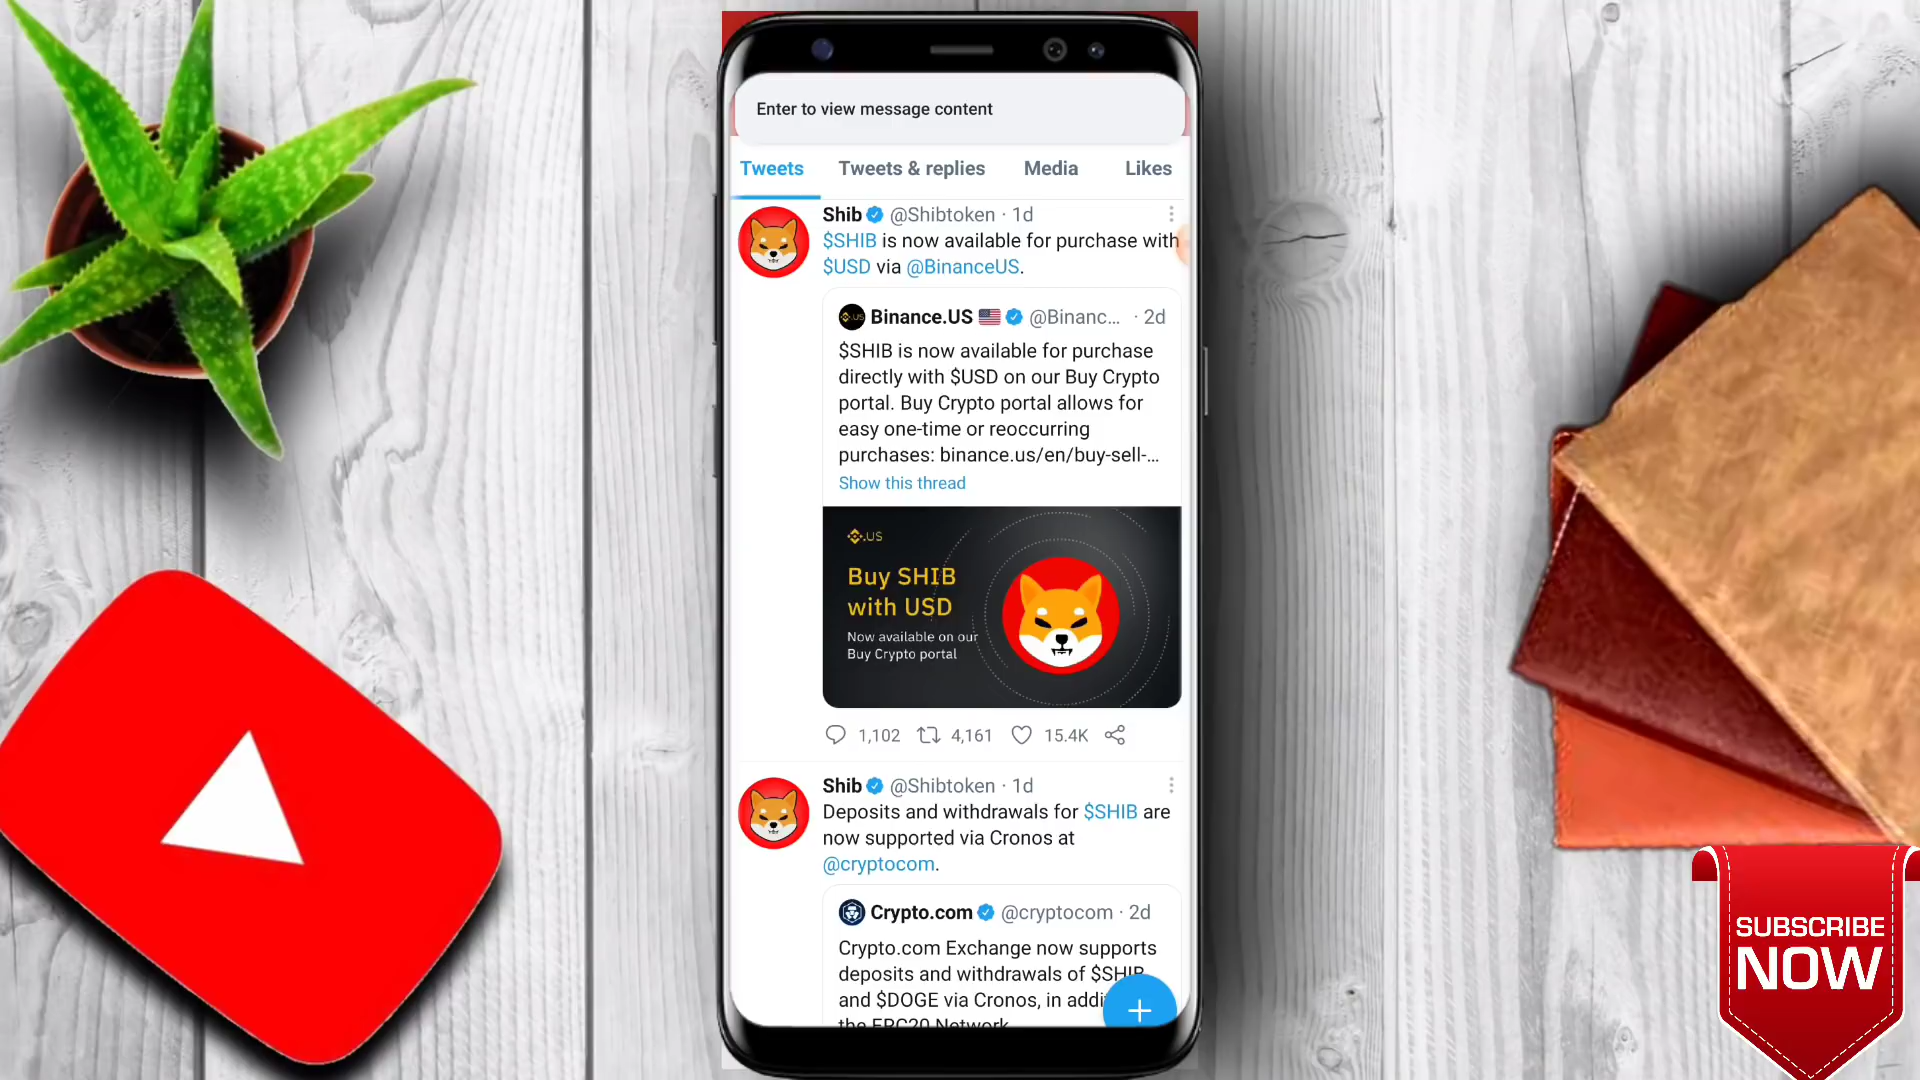 Enter to view message content
Tweets Tweets & replies Media Likes
Shib @Shibtoken · 1d
$SHIB is now available for purchase with
$USD via @BinanceUS.
Binance.US @Binanc... · 2d
$SHIB is now available for purchase
directly with $USD on our Buy Crypto
portal. Buy Crypto portal allows for
easy one-time or reoccurring
purchases: binance.us/en/buy-sell-...
Show this thread
.US
Buy SHIB
with USD
Now available on our
Buy Crypto portal
1,102 4,161 15.4K
Shib @Shibtoken · 1d
Deposits and withdrawals for $SHIB are
now supported via Cronos at
@cryptocom.
Crypto.com @cryptocom · 2d
Crypto.com Exchange now supports
deposits and withdrawals of $SHIB
and $DOGE via Cronos, in addi
the ERC20 Network
SUBSCRIBE
NOW